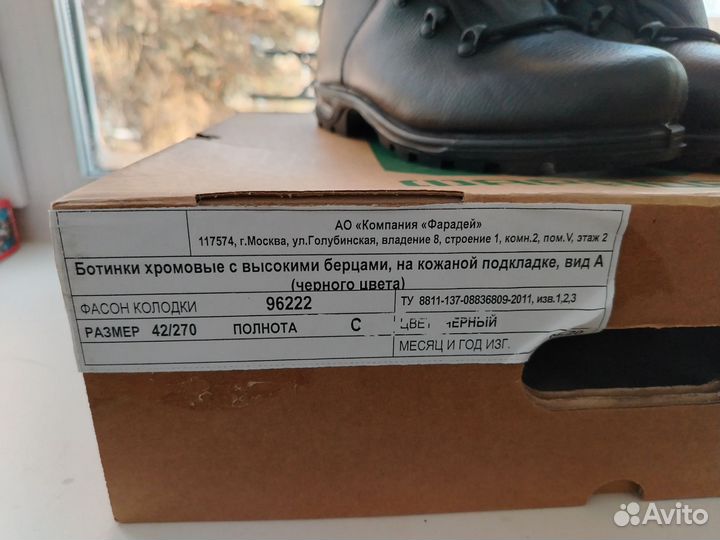 АО «Компания «Фарадей»
117574, г.Москва, ул.Голубинская, владение 8, строение 1, комн.2, пом.V, этаж 2
Ботинки хромовые с высокими берцами, на кожаной подкладке, вид А
(черного цвета)
ФАСОН КОЛОДКИ 96222 ТУ 8811-137-08836809-2011, изв.1,2,3
РАЗМЕР 42/270 ПОЛНОТА С ЦВЕТ ЧЕРНЫЙ
МЕСЯЦ И ГОД ИЗГ.
Avito